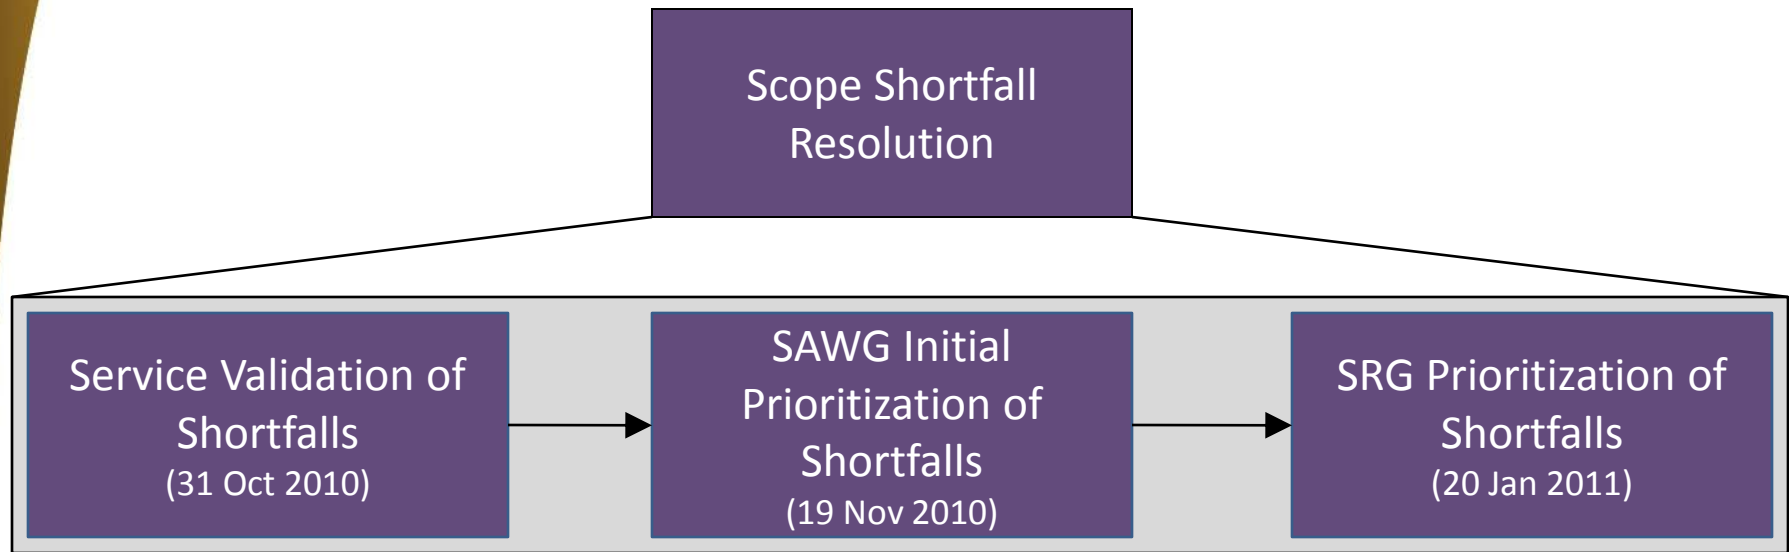 Scope Shortfall
Resolution
Service Validation of
Shortfalls
(31 Oct 2010)
SAWG Initial
Prioritization of
Shortfalls
(19 Nov 2010)
SRG Prioritization of
Shortfalls
(20 Jan 2011)